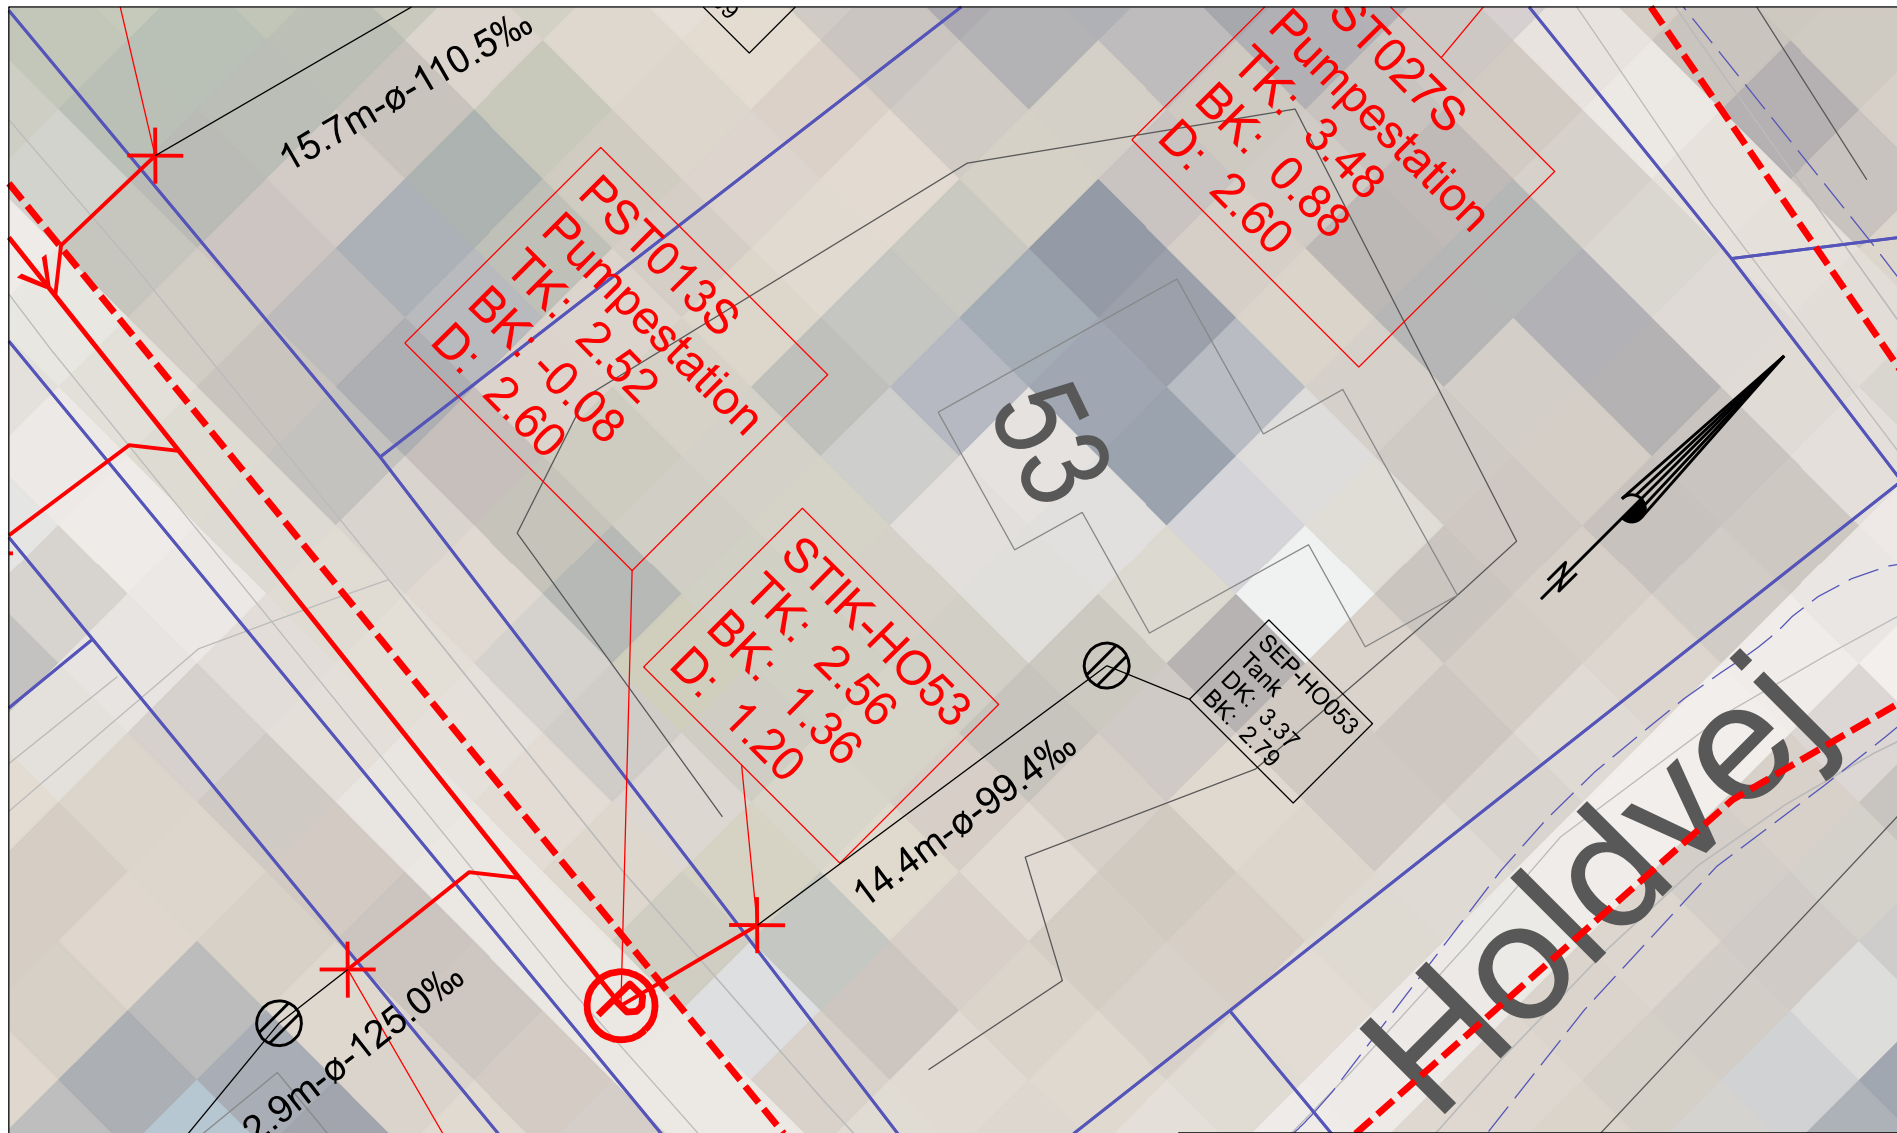 15.7m-ø-110.5‰
PST013S
Pumpestation
TK: 2.52
BK: -0.08
D: 2.60
ST027S
Pumpestation
TK: 3.48
BK: 0.88
D: 2.60
53
N
STIK-HO53
TK: 2.56
BK: 1.36
D: 1.20
SEP-HO053
Tank
DK: 3.37
BK: 2.79
14.4m-ø-99.4‰
Holdvej
P
2.9m-ø-125.0‰